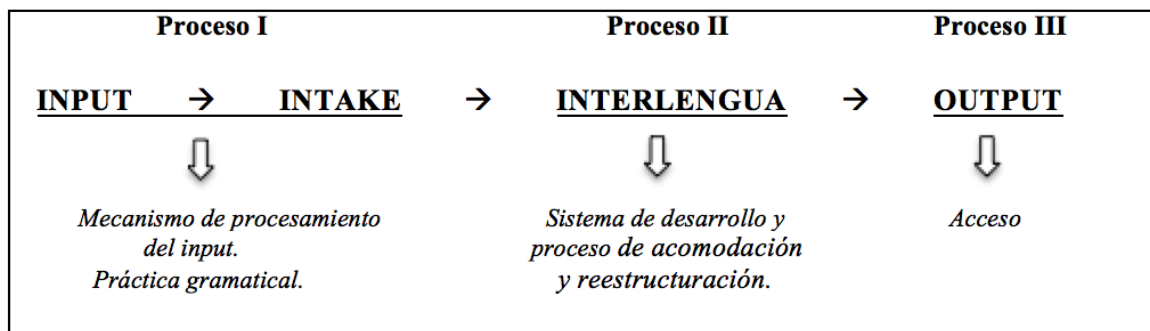 Proceso I Proceso II Proceso III
INPUT → INTAKE → INTERLENGUA → OUTPUT
Mecanismo de procesamiento Sistema de desarrollo y Acceso
del input. proceso de acomodación
Práctica gramatical. y reestructuración.